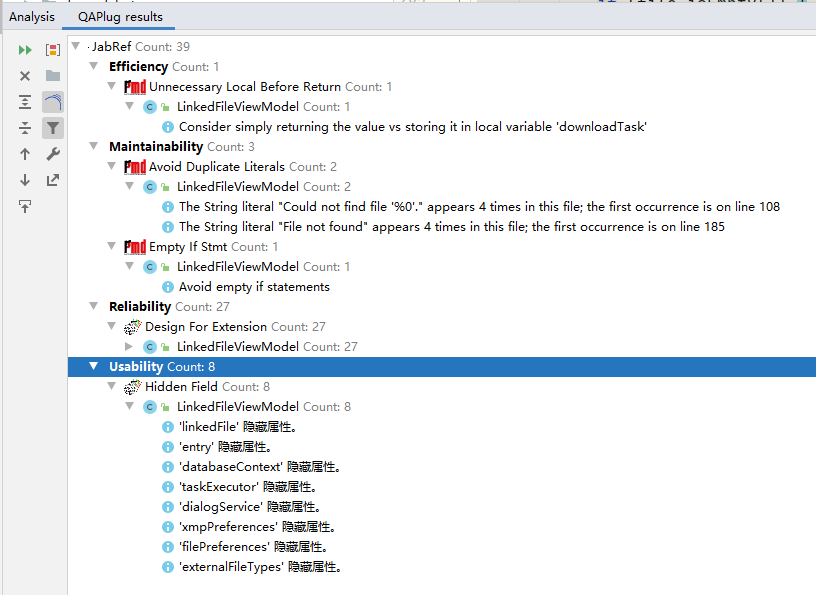 Analysis QAPlug results
JabRef Count: 39
Efficiency Count: 1
pmd Unnecessary Local Before Return Count: 1
C LinkedFileViewModel Count: 1
Consider simply returning the value vs storing it in local variable 'downloadTask'
Maintainability Count: 3
pmd Avoid Duplicate Literals Count: 2
C LinkedFileViewModel Count: 2
The String literal "Could not find file '%0'." appears 4 times in this file; the first occurrence is on line 108
The String literal "File not found" appears 4 times in this file; the first occurrence is on line 185
pmd Empty If Stmt Count: 1
C LinkedFileViewModel Count: 1
Avoid empty if statements
Reliability Count: 27
Design For Extension Count: 27
C LinkedFileViewModel Count: 27
Usability Count: 8
Hidden Field Count: 8
C LinkedFileViewModel Count: 8
'linkedFile' 隐藏属性。
'entry' 隐藏属性。
'databaseContext' 隐藏属性。
'taskExecutor' 隐藏属性。
'dialogService' 隐藏属性。
'xmpPreferences' 隐藏属性。
'filePreferences' 隐藏属性。
'externalFileTypes' 隐藏属性。